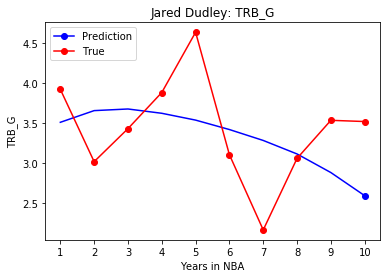 Jared Dudley: TRB_G
Prediction
True
4.5
4.0
3.5
3.0
2.5
TRB_G
1 2 3 4 5 6 7 8 9 10
Years in NBA